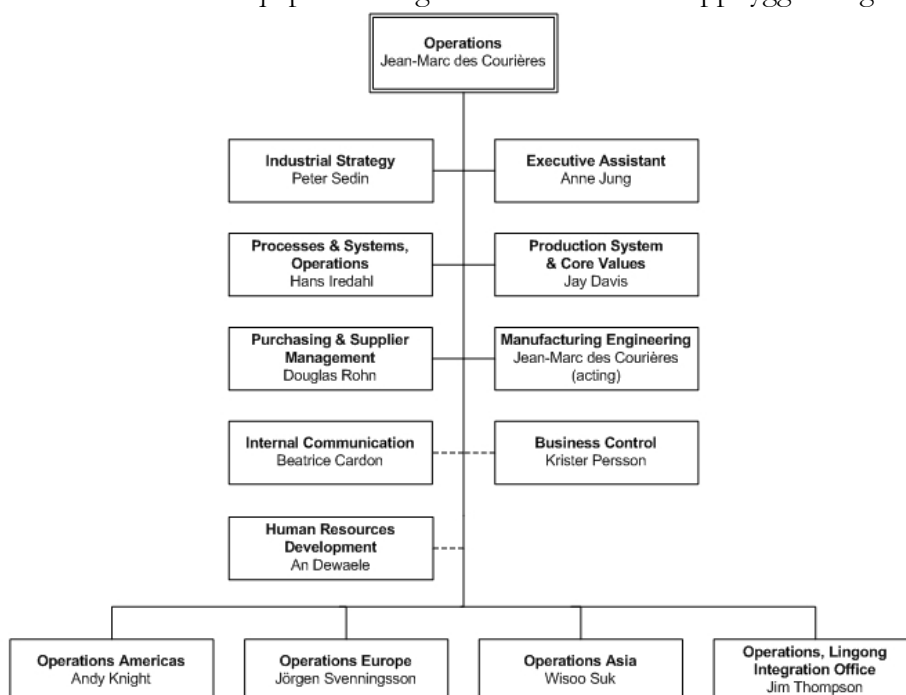 Operations
Jean-Marc des Courières
Industrial Strategy
Peter Sedin
Executive Assistant
Anne Jung
Processes & Systems,
Operations
Hans Iredahl
Production System
& Core Values
Jay Davis
Purchasing & Supplier
Management
Douglas Rohn
Manufacturing Engineering
Jean-Marc des Courières
(acting)
Internal Communication
Beatrice Cardon
Business Control
Krister Persson
Human Resources
Development
An Dewaele
Operations Americas
Andy Knight
Operations Europe
Jörgen Svenningsson
Operations Asia
Wisoo Suk
Operations, Lingong
Integration Office
Jim Thompson